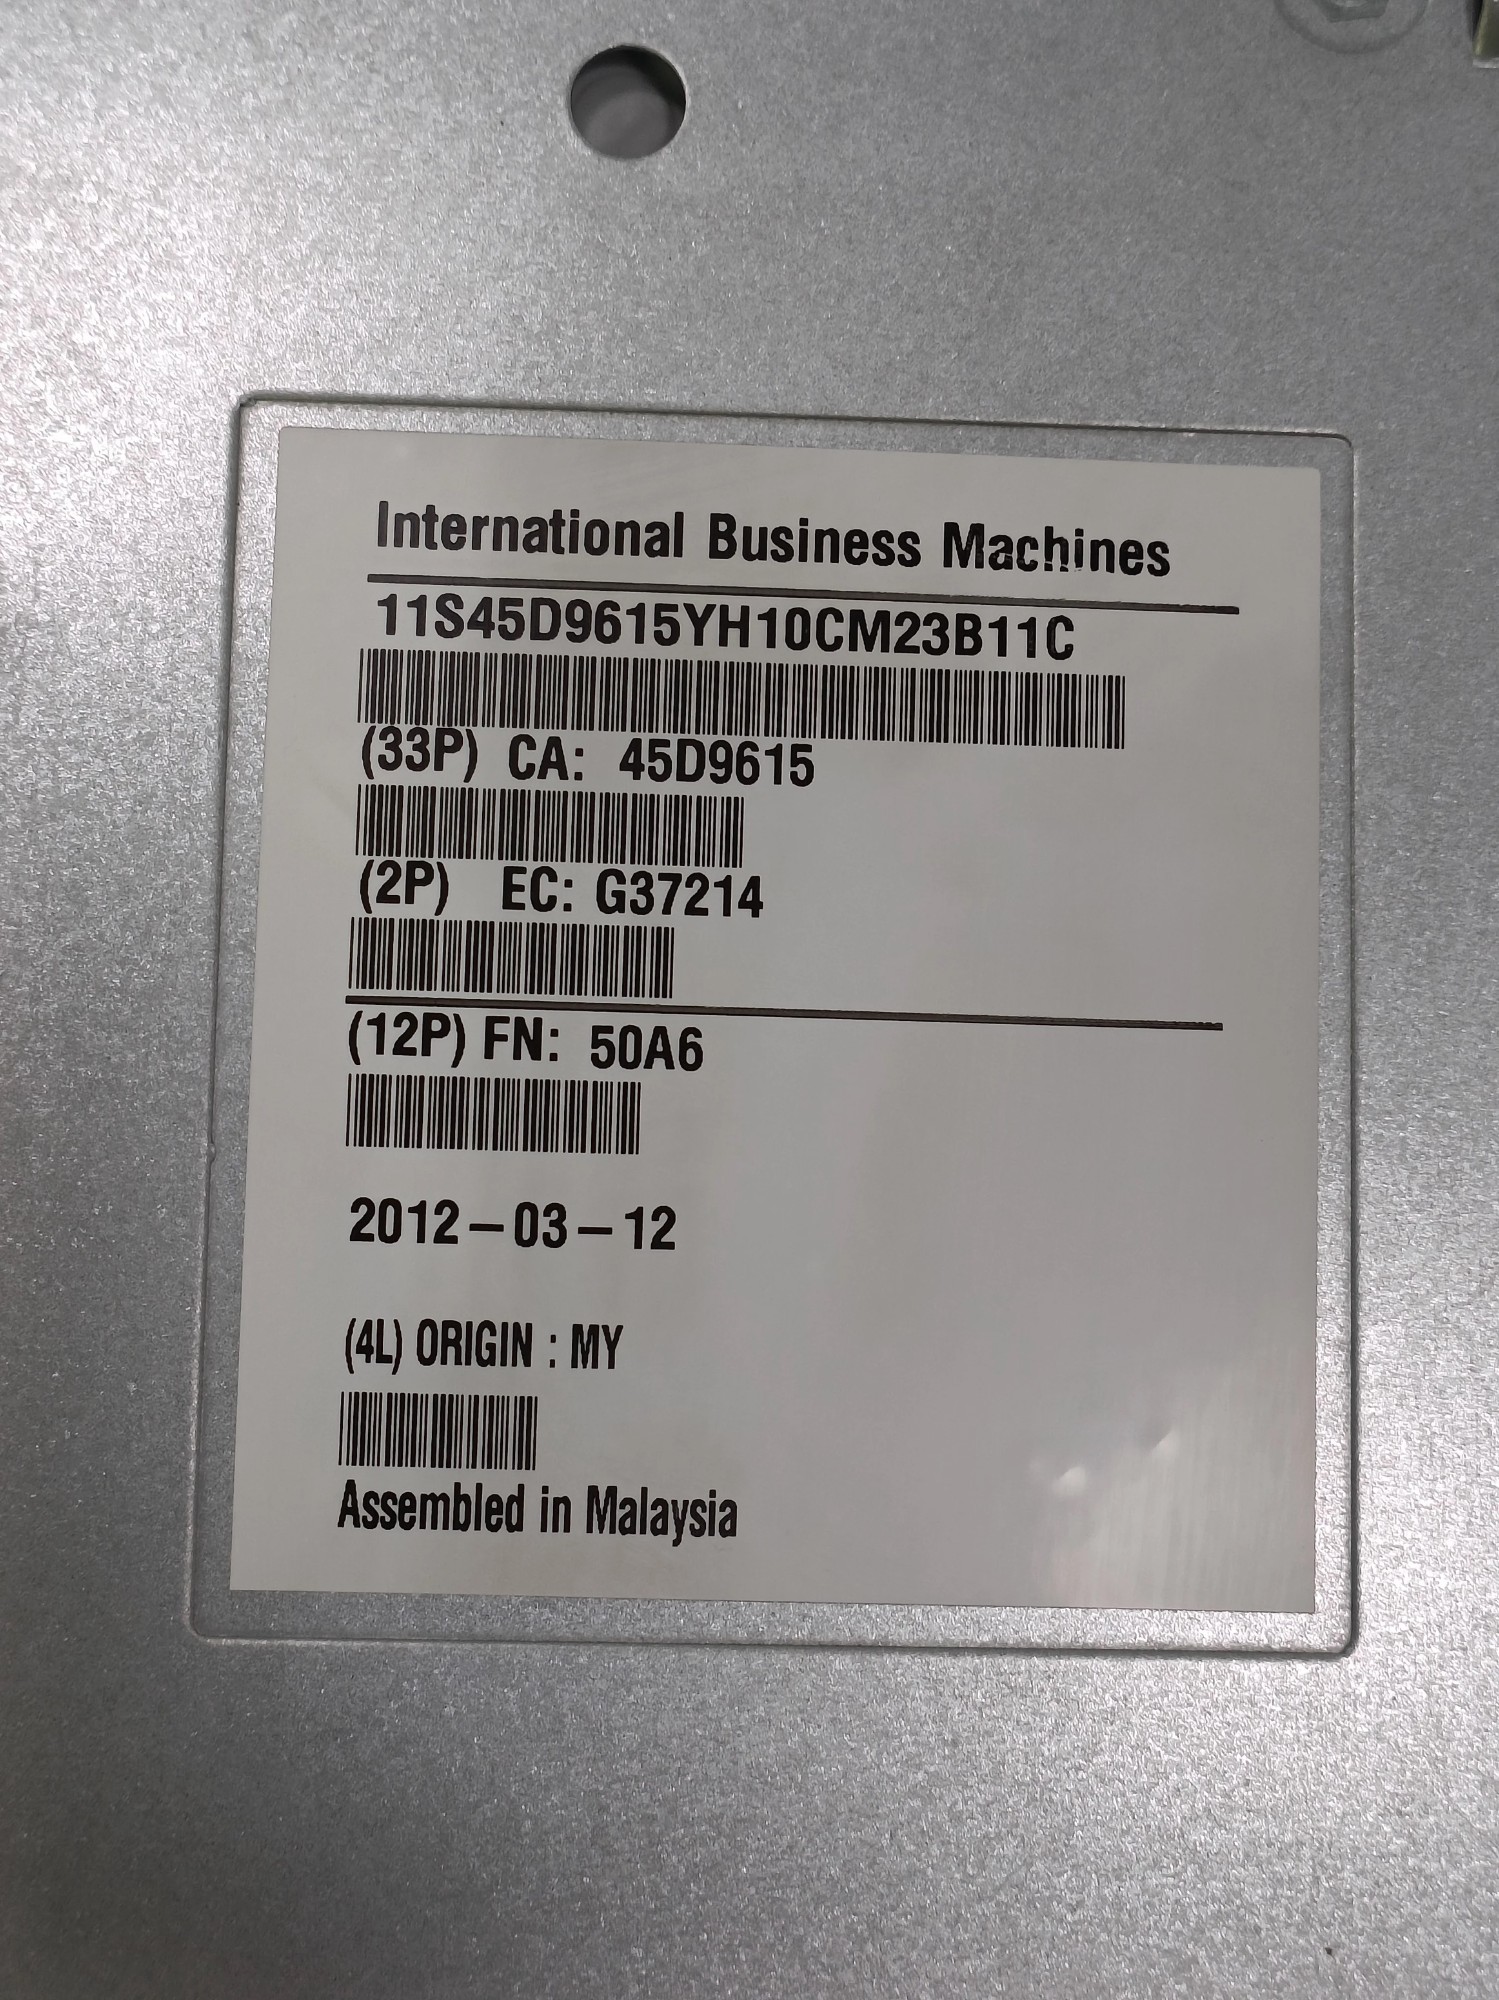 International Business Machines
11S45D9615YH10CM23B11C
(33P) CA: 45D9615
(2P) EC: G37214
(12P) FN: 50A6
2012-03-12
(4L) ORIGIN : MY
Assembled in Malaysia